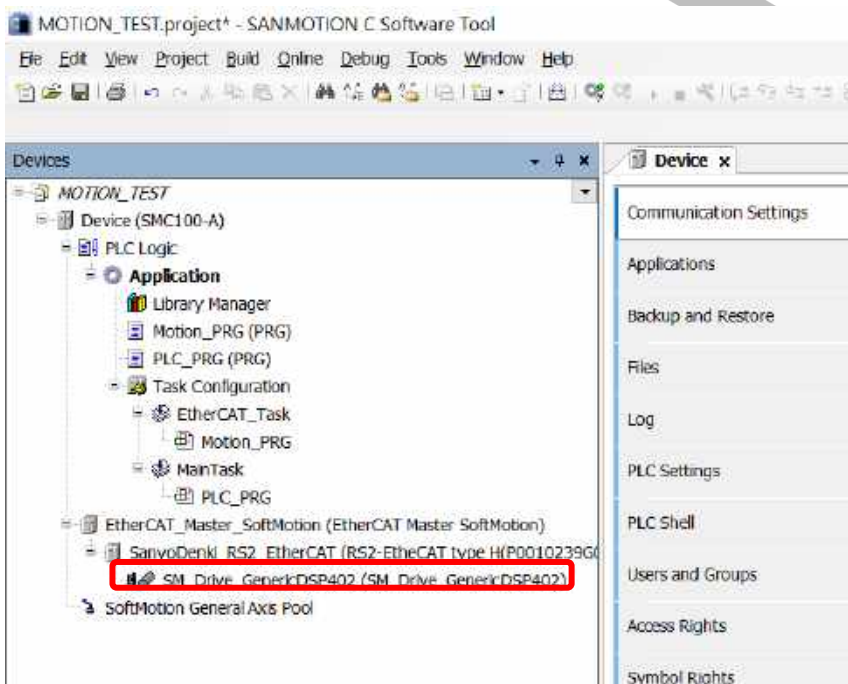 MOTION_TEST.project* - SANMOTION C Software Tool
File Edit View Project Build Online Debug Tools Window Help
Devices
Device x
MOTION_TEST
Device (SMC100-A)
PLC Logic
Application
Library Manager
Motion_PRG (PRG)
PLC_PRG (PRG)
Task Configuration
EtherCAT_Task
Motion_PRG
MainTask
PLC_PRG
EtherCAT_Master_SoftMotion (EtherCAT Master SoftMotion)
SanyoDenki_RS2_EtherCAT (RS2-EtheCAT type H(P0010239G
SM_Drive_GenericDSP402 (SM_Drive_GenericDSP402)
SoftMotion General Axis Pool
Communication Settings
Applications
Backup and Restore
Files
Log
PLC Settings
PLC Shell
Users and Groups
Access Rights
Symbol Rights